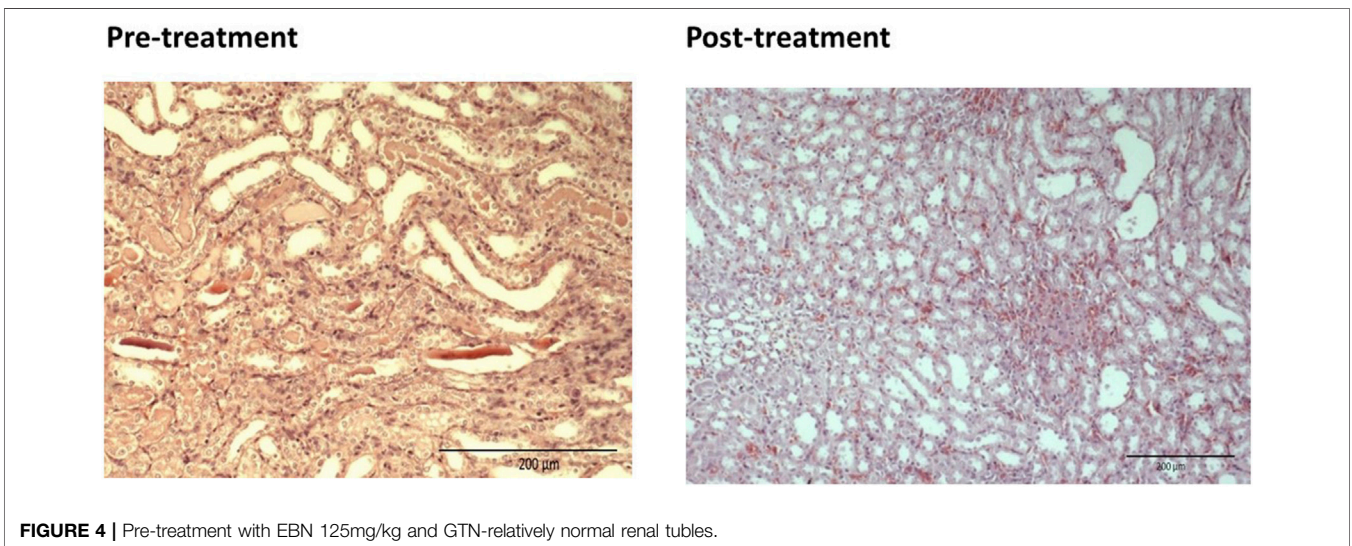 Pre-treatment
Post-treatment
200 µm
200 µm
FIGURE 4 | Pre-treatment with EBN 125mg/kg and GTN-relatively normal renal tubles.